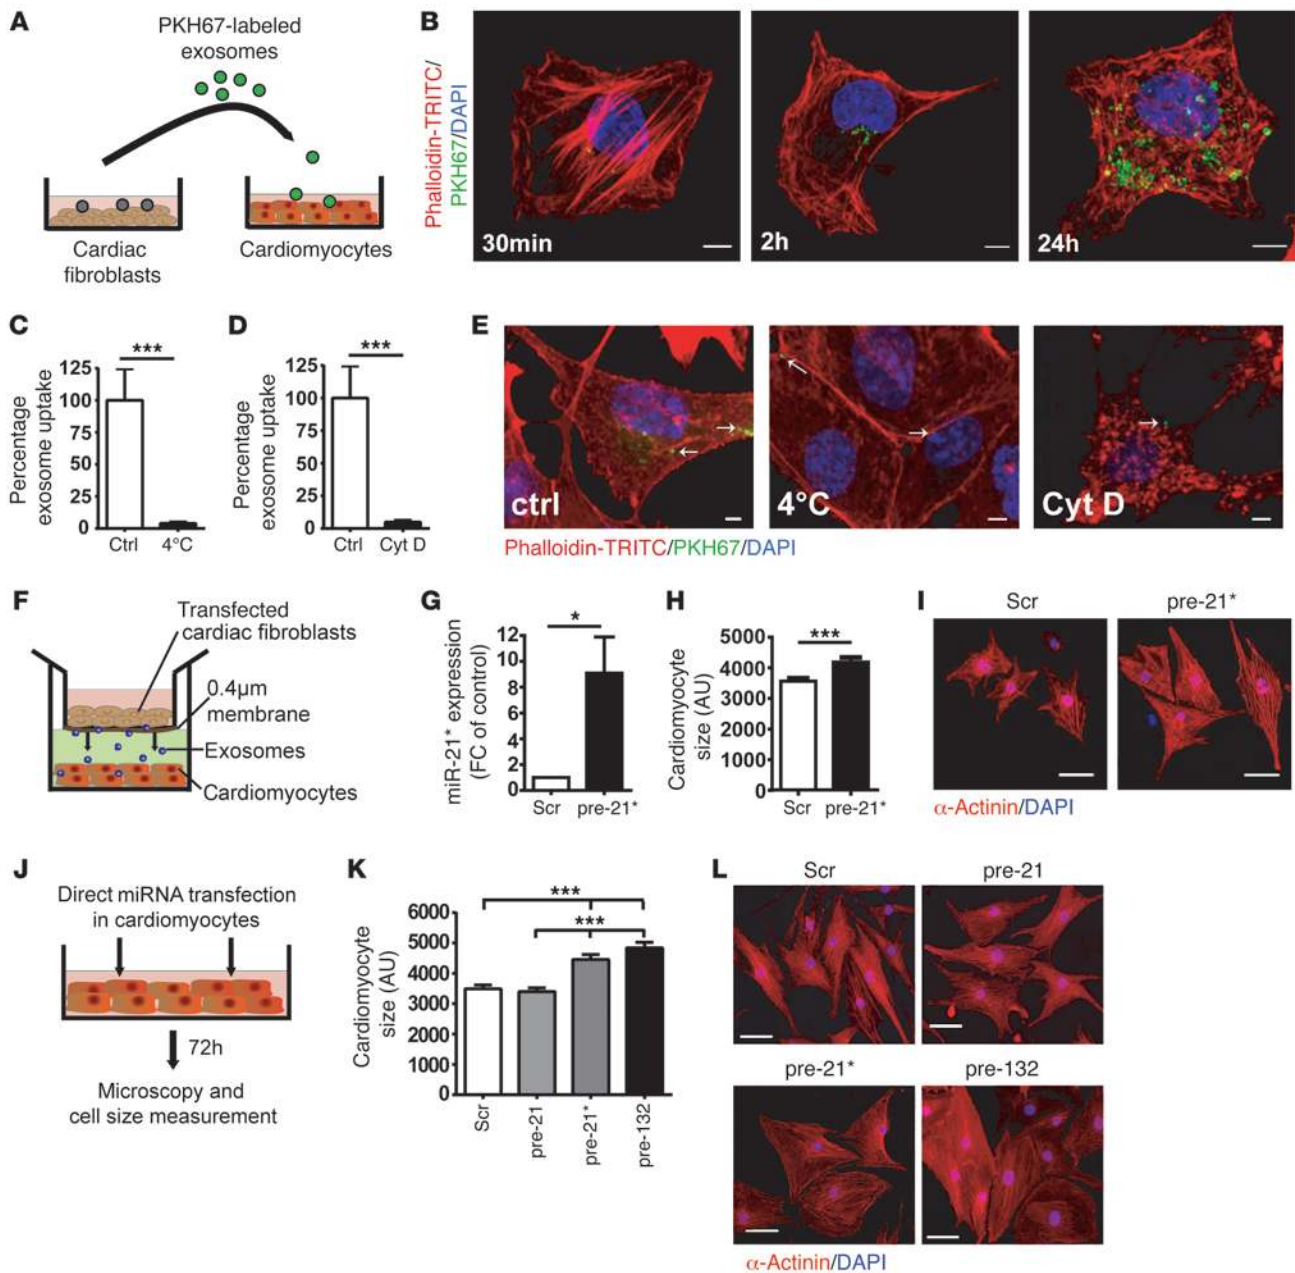 A
PKH67-labeled
exosomes
Cardiac
fibroblasts
Cardiomyocytes
B
Phalloidin-TRITC/
PKH67/DAPI
30min
2h
24h
C
Percentage
exosome uptake
***
125
100
75
50
25
0
Ctrl
4°C
D
Percentage
exosome uptake
***
125
100
75
50
25
0
Ctrl
Cyt D
E
ctrl
4°C
Cyt D
Phalloidin-TRITC/PKH67/DAPI
F
Transfected
cardiac fibroblasts
0.4µm
membrane
Exosomes
Cardiomyocytes
G
miR-21* expression
(FC of control)
*
12
10
8
6
4
2
0
Scr
pre-21*
H
Cardiomyocyte
size (AU)
***
5000
4000
3000
2000
1000
0
Scr
pre-21*
I
Scr
pre-21*
α-Actinin/DAPI
J
Direct miRNA transfection
in cardiomyocytes
72h
Microscopy and
cell size measurement
K
Cardiomyocyte
size (AU)
***
***
6000
5000
4000
3000
2000
1000
0
Scr
pre-21
pre-21*
pre-132
L
Scr
pre-21
pre-21*
pre-132
α-Actinin/DAPI